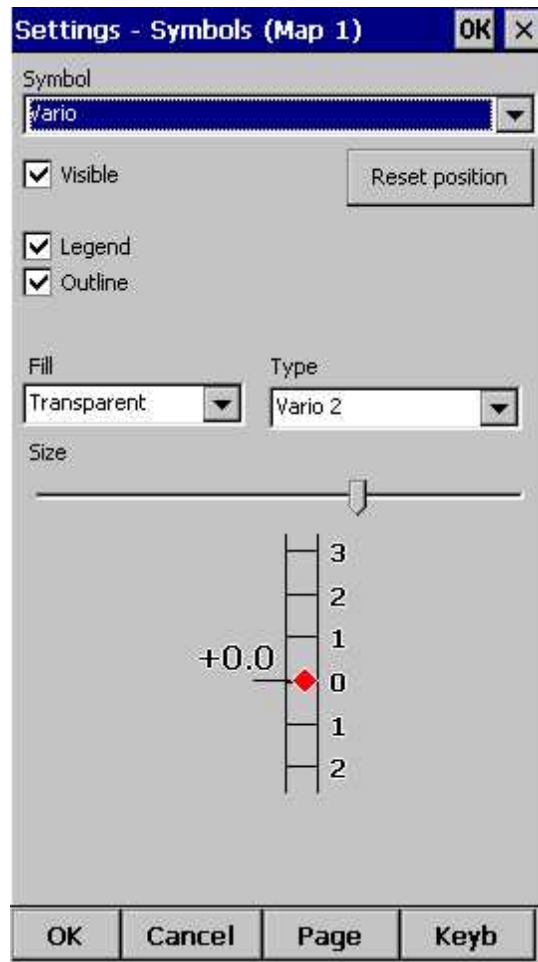 Settings - Symbols (Map 1) OK ×
Symbol
Vario
Visible Reset position
Legend
Outline
Fill Type
Transparent Vario 2
Size
3
2
1
+0.0
0
1
2
OK Cancel Page Keyb